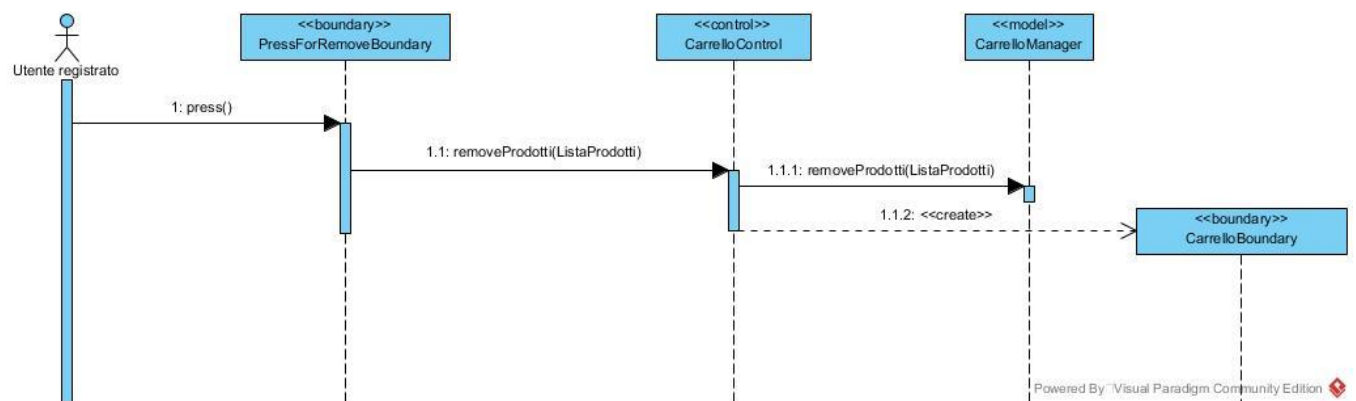 <<boundary>>
PressForRemoveBoundary
<<control>>
CarrelloControl
<<model>>
CarrelloManager
Utente registrato
1: press()
1.1: removeProdotti(ListaProdotti)
1.1.1: removeProdotti(ListaProdotti)
1.1.2: <<create>>
<<boundary>>
CarrelloBoundary
Powered By Visual Paradigm Community Edition